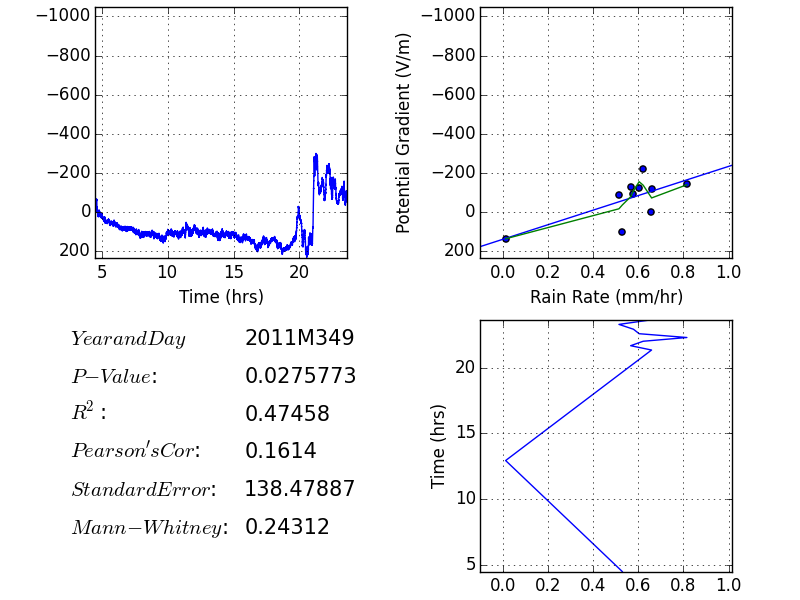 −1000
−800
−600
−400
−200
0
200
5 10 15 20
Time (hrs)
Potential Gradient (V/m)
−1000
−800
−600
−400
−200
0
200
0.0 0.2 0.4 0.6 0.8 1.0
Rain Rate (mm/hr)
YearandDay 2011M349
P−Value: 0.0275773
R²: 0.47458
Pearson'sCor: 0.1614
StandardError: 138.47887
Mann−Whitney: 0.24312
Time (hrs)
20
15
10
5
0.0 0.2 0.4 0.6 0.8 1.0